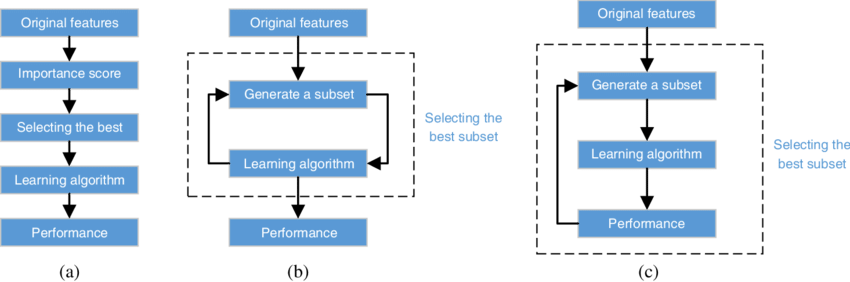 Original features
Importance score
Selecting the best
Learning algorithm
Performance
(a)
Original features
Generate a subset
Learning algorithm
Selecting the
best subset
Performance
(b)
Original features
Generate a subset
Learning algorithm
Performance
Selecting the
best subset
(c)